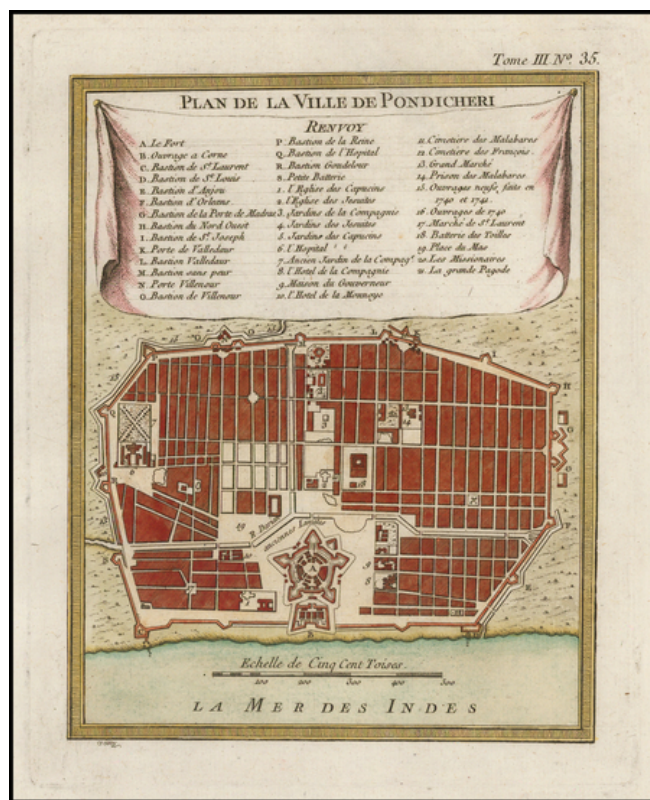 Tome III Nº. 35.
PLAN DE LA VILLE DE PONDICHERI
RENVOY
A. Le Fort
B. Ouvrage a Corne
C. Bastion de St. Laurent
D. Bastion de St. Louis
E. Bastion d'Anjou
F. Bastion d'Orleans
G. Bastion de la Porte de Madras
H. Bastion du Nord Ouest
I. Bastion de St. Joseph
K. Porte de Valledour
L. Bastion Valledour
M. Bastion sans peur
N. Porte Villenour
O. Bastion de Villenour
P. Bastion de la Reine
Q. Bastion de l'Hopital
R. Bastion Goudelour
S. Petite Batterie
1. l'Eglise des Capucins
2. l'Eglise des Jesuites
3. Jardins de la Compagnie
4. Jardins des Jesuites
5. Jardins des Capucins
6. l'Hopital
7. Ancien Jardin de la Compag.
8. l'Hotel de la Compagnie
9. Maison du Gouverneur
10. l'Hotel de la Monnoye
11. Cimetiere des Malabares
12. Cimetiere des François
13. Grand Marché
14. Prison des Malabares
15. Ouvrages neufs, faits en
1740 et 1741.
16. Ouvrages de 1740
17. Marché de St. Laurent
18. Batterie des Toilles
19. Place du Mas
20. Les Missionaires
21. La grande Pagode
anciennes Limites
A
B
Echelle de Cinq Cent Toises.
100 200 300 400 500
LA MER DES INDES